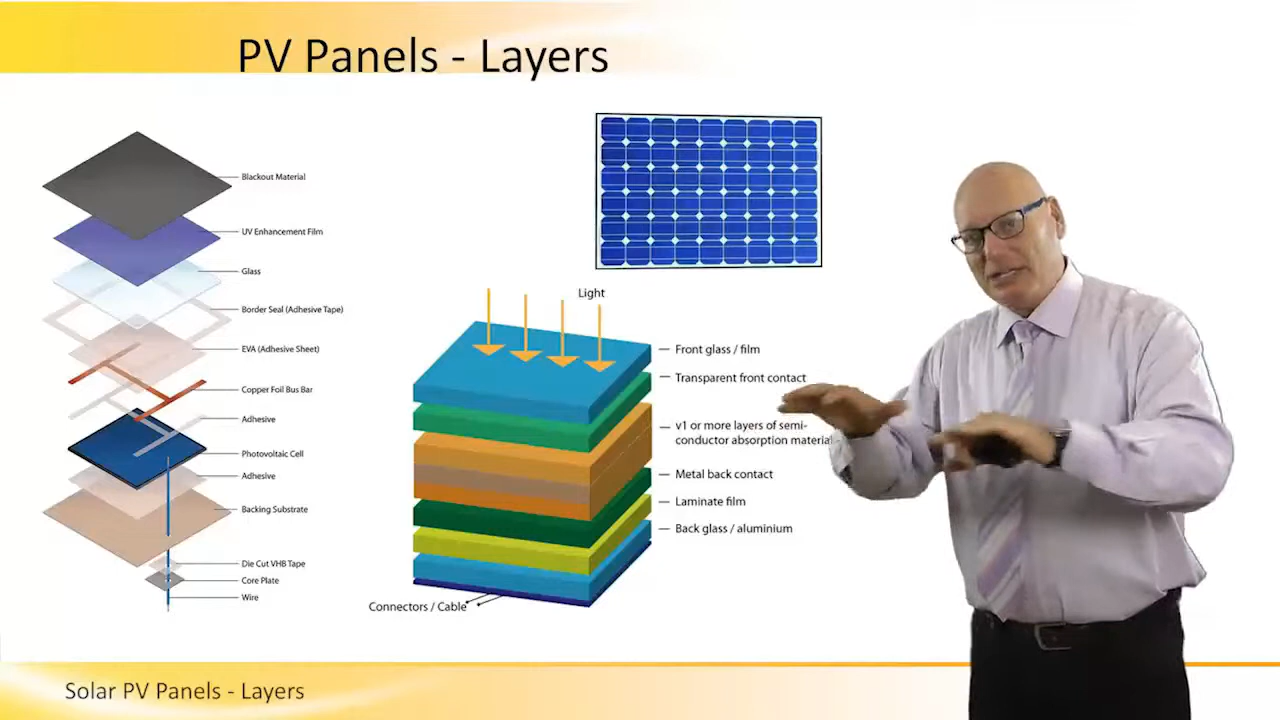 PV Panels - Layers
Blackout Material
UV Enhancement Film
Glass
Border Seal (Adhesive Tape)
EVA (Adhesive Sheet)
Copper Foil Bus Bar
Adhesive
Photovoltaic Cell
Adhesive
Backing Substrate
Die Cut VHB Tape
Core Plate
Wire
Light
Front glass / film
Transparent front contact
v1 or more layers of semi-
conductor absorption material
Metal back contact
Laminate film
Back glass / aluminium
Connectors / Cable
Solar PV Panels - Layers